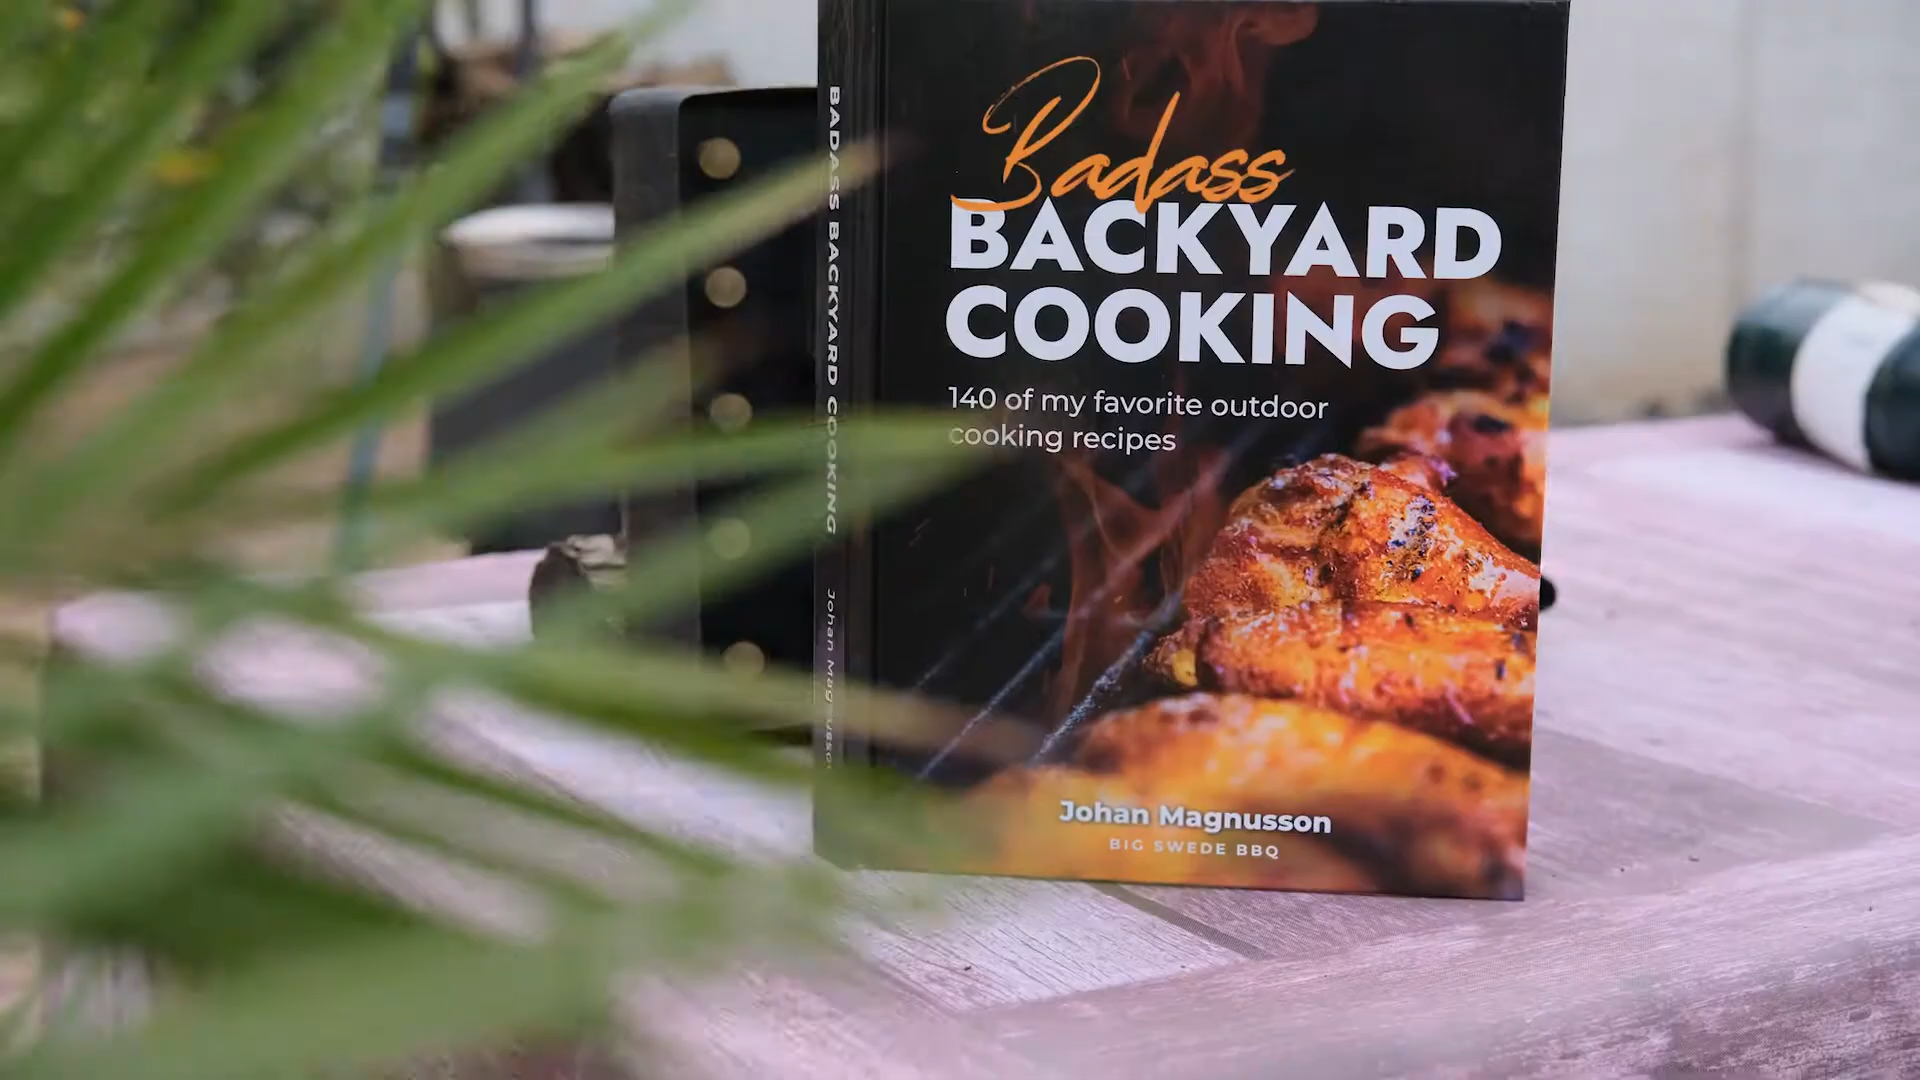 BADASS BACKYARD COOKING
Johan Magnusson
Badass
BACKYARD
COOKING
140 of my favorite outdoor
cooking recipes
Johan Magnusson
BIG SWEDE BBQ